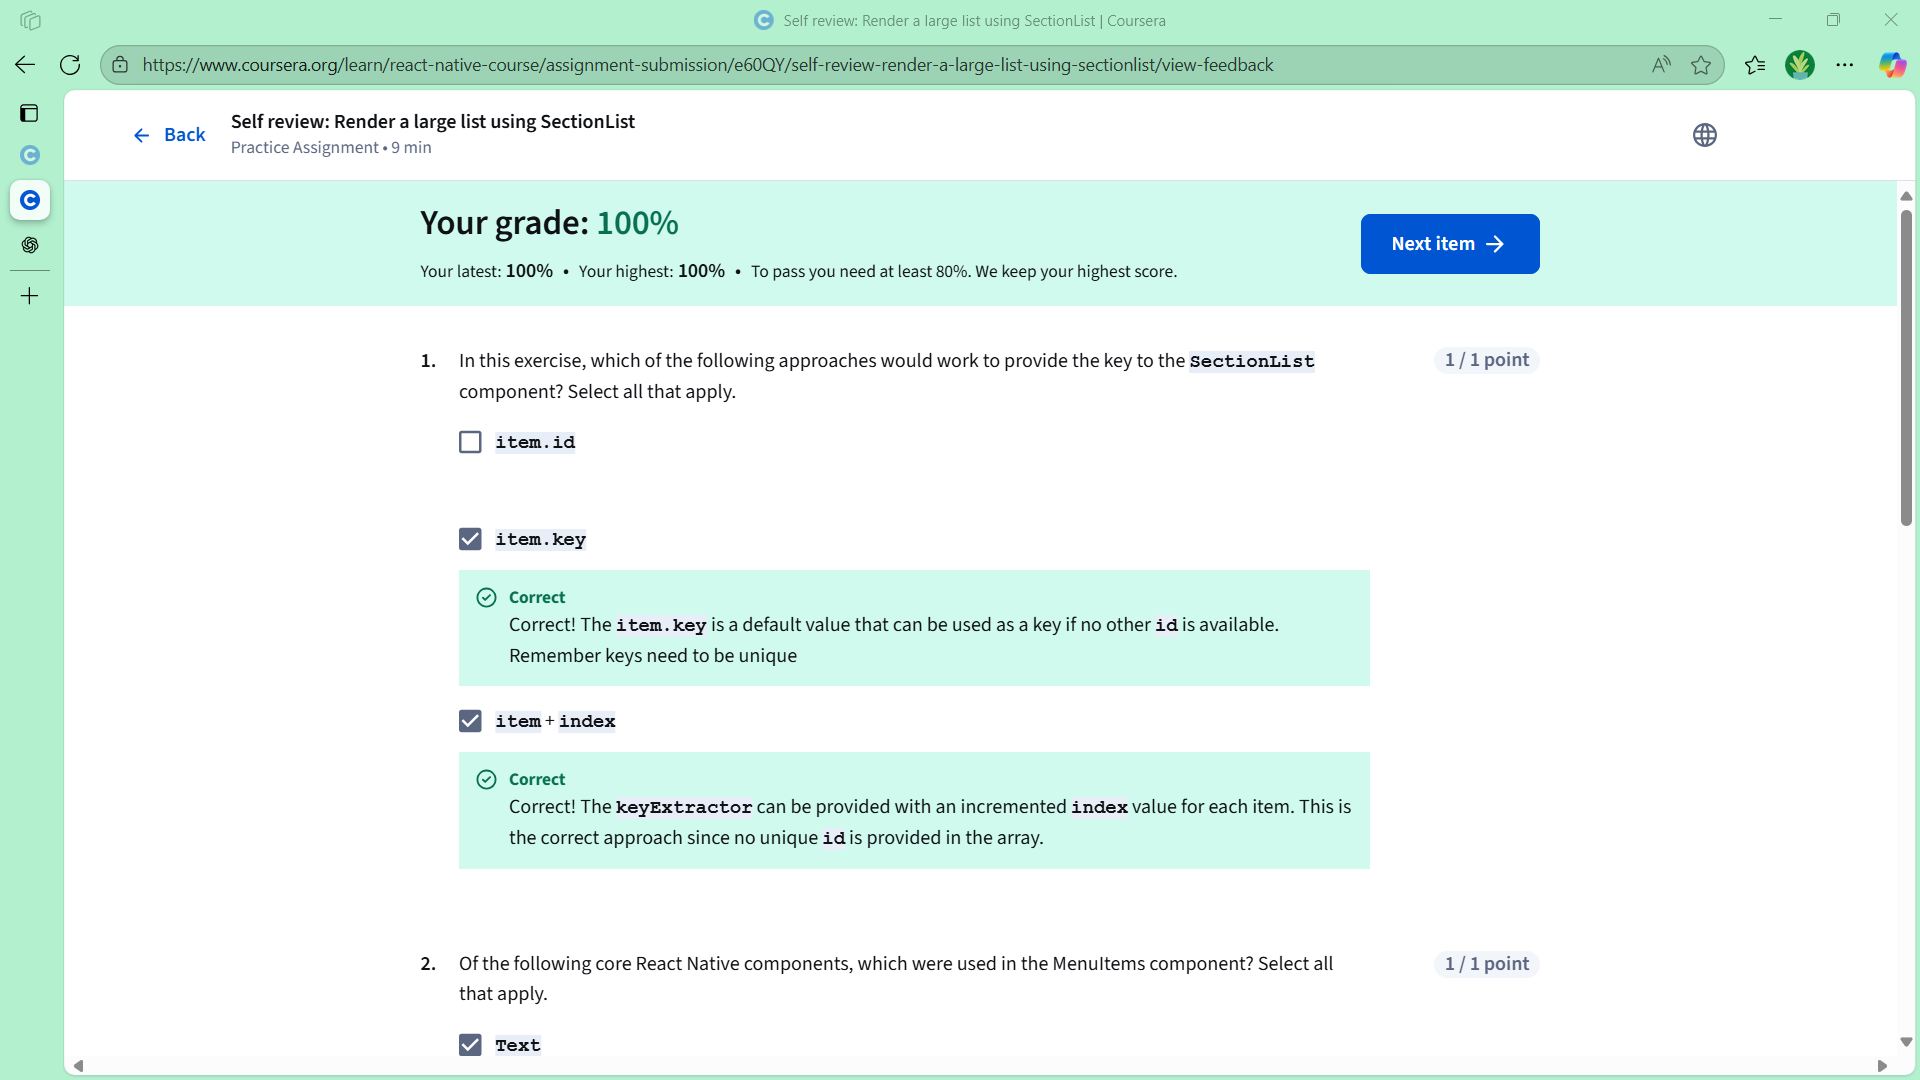 Self review: Render a large list using SectionList | Coursera
https://www.coursera.org/learn/react-native-course/assignment-submission/e60QY/self-review-render-a-large-list-using-sectionlist/view-feedback
Back
Self review: Render a large list using SectionList
Practice Assignment • 9 min
Your grade: 100%
Your latest: 100% • Your highest: 100% • To pass you need at least 80%. We keep your highest score.
Next item
1. In this exercise, which of the following approaches would work to provide the key to the SectionList
component? Select all that apply.
1 / 1 point
item.id
item.key
Correct
Correct! The item.key is a default value that can be used as a key if no other id is available.
Remember keys need to be unique
item + index
Correct
Correct! The keyExtractor can be provided with an incremented index value for each item. This is
the correct approach since no unique id is provided in the array.
2. Of the following core React Native components, which were used in the MenuItems component? Select all
that apply.
1 / 1 point
Text